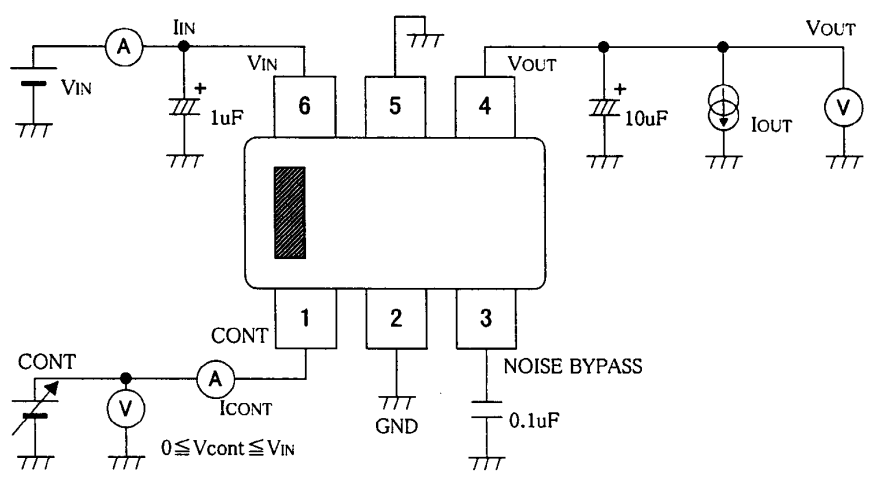 IIN
A
VIN
VIN
1uF
6
5
4
VOUT
VOUT
10uF
IOUT
V
1
2
3
CONT
CONT
A
ICONT
V
0≦Vcont≦VIN
GND
NOISE BYPASS
0.1uF
+
+